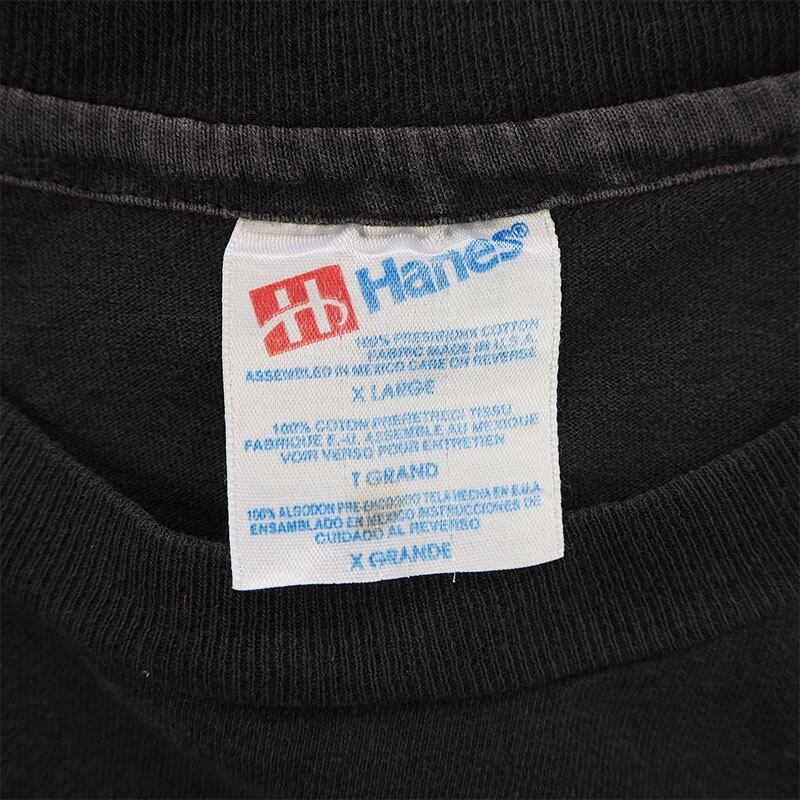 Hanes®
100% PRESHRUNK COTTON
FABRIC MADE IN U.S.A.
ASSEMBLED IN MEXICO CARE ON REVERSE
X LARGE
100% COTON PRERETRECI TISSU
FABRIQUE E.-U. ASSEMBLE AU MEXIQUE
VOIR VERSO POUR ENTRETIEN
T GRAND
100% ALGODON PRE-ENCOGIDO TELA HECHA EN E.U.A.
ENSAMBLADO EN MEXICO INSTRUCCIONES DE
CUIDADO AL REVERSO
X GRANDE